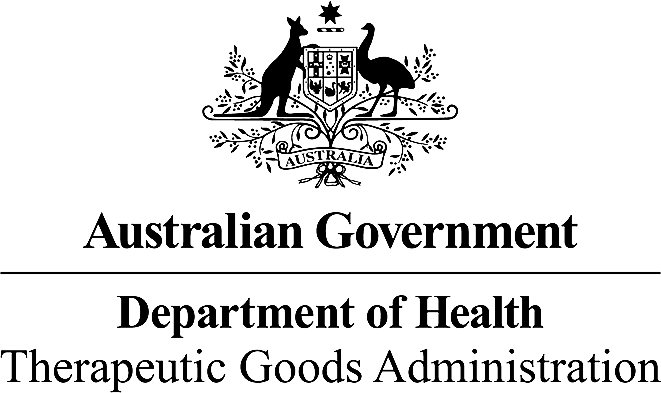 AUSTRALIA
Australian Government
Department of Health
Therapeutic Goods Administration